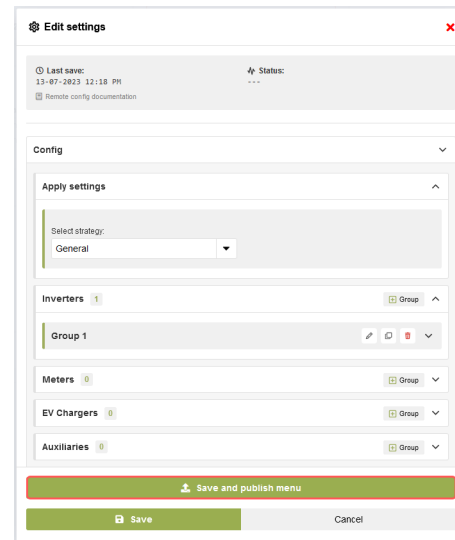 Edit settings
Last save:
13-07-2023 12:18 PM
Status:
---
Remote config documentation
Config
Apply settings
Select strategy:
General
Inverters 1 Group
Group 1
Meters 0 Group
EV Chargers 0 Group
Auxiliaries 0 Group
Save and publish menu
Save Cancel